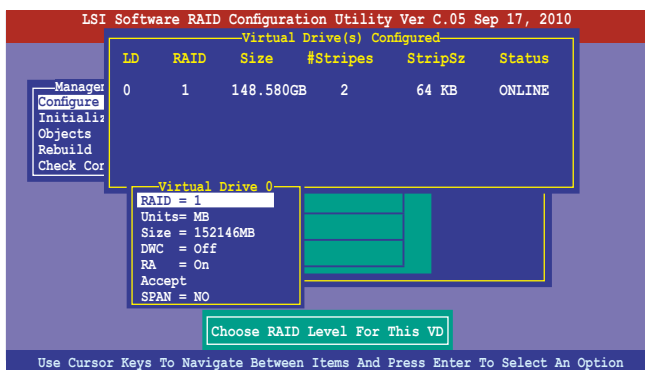 LSI Software RAID Configuration Utility Ver C.05 Sep 17, 2010
Virtual Drive(s) Configured
LD RAID Size #Stripes StripSz Status
0 1 148.580GB 2 64 KB ONLINE
Manager
Configure
Initializ
Objects
Rebuild
Check Con
Virtual Drive 0
RAID = 1
Units= MB
Size = 152146MB
DWC = Off
RA = On
Accept
SPAN = NO
Choose RAID Level For This VD
Use Cursor Keys To Navigate Between Items And Press Enter To Select An Option